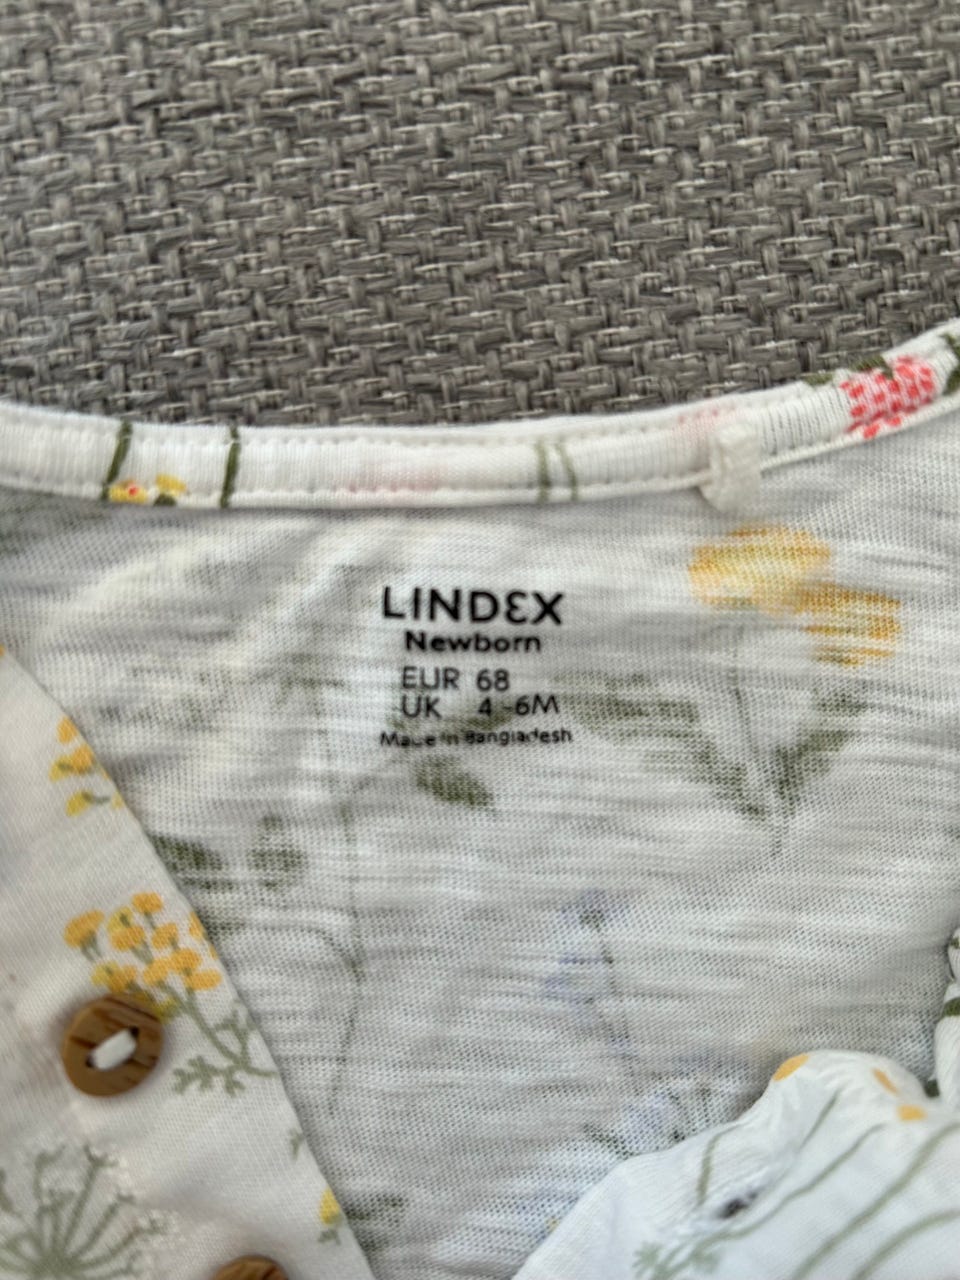 LINDEX
Newborn
EUR 68
UK 4-6M
Made in Bangladesh